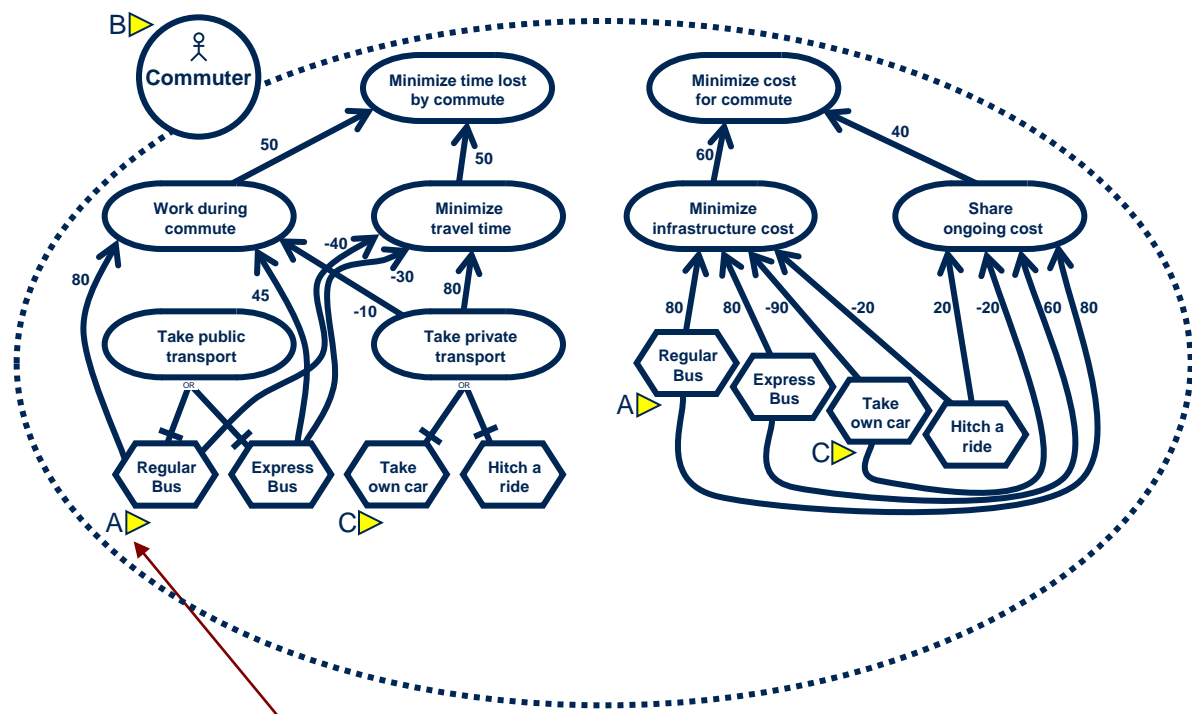 B
Commuter
Minimize time lost
by commute
Minimize cost
for commute
50
50
60
40
Work during
commute
Minimize
travel time
Minimize
infrastructure cost
Share
ongoing cost
80
45
-40
-30
-10
80
80
80
-90
-20
20
-20
60
80
Take public
transport
Take private
transport
OR
OR
Regular
Bus
Express
Bus
Take
own car
Hitch a
ride
A
C
Regular
Bus
Express
Bus
Take
own car
Hitch a
ride
A
C